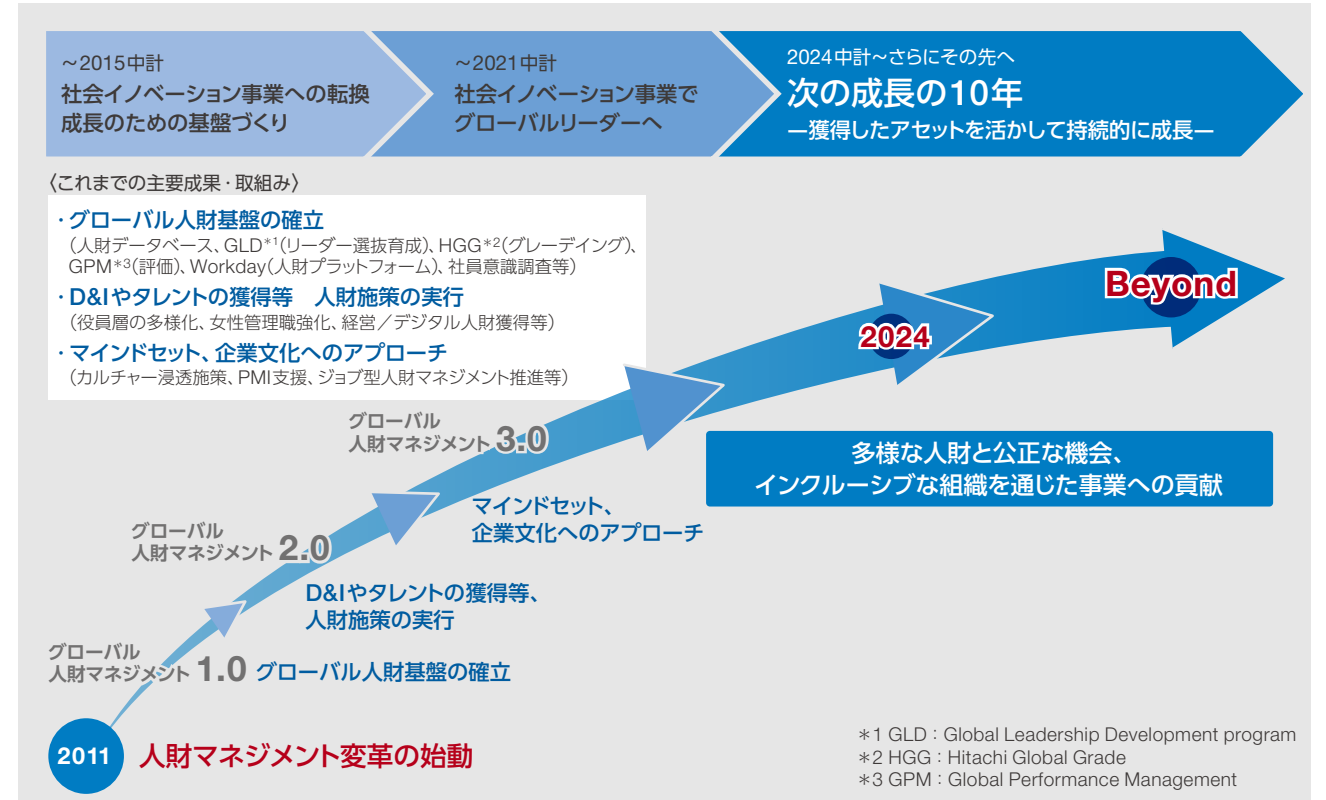 ～2015中計
社会イノベーション事業への転換
成長のための基盤づくり
～2021中計
社会イノベーション事業で
グローバルリーダーへ
2024中計～さらにその先へ
次の成長の10年
ー獲得したアセットを活かして持続的に成長ー
〈これまでの主要成果・取組み〉
・グローバル人財基盤の確立
（人財データベース、GLD*1（リーダー選抜育成）、HGG*2（グレーデイング）、
GPM*3（評価）、Workday（人財プラットフォーム）、社員意識調査等）
・D&Iやタレントの獲得等　人財施策の実行
（役員層の多様化、女性管理職強化、経営／デジタル人財獲得等）
・マインドセット、企業文化へのアプローチ
（カルチャー浸透施策、PMI支援、ジョブ型人財マネジメント推進等）
Beyond
2024
グローバル
人財マネジメント 3.0
多様な人財と公正な機会、
インクルーシブな組織を通じた事業への貢献
マインドセット、
企業文化へのアプローチ
グローバル
人財マネジメント 2.0
D&Iやタレントの獲得等、
人財施策の実行
グローバル
人財マネジメント 1.0 グローバル人財基盤の確立
2011 人財マネジメント変革の始動
*1 GLD：Global Leadership Development program
*2 HGG：Hitachi Global Grade
*3 GPM：Global Performance Management